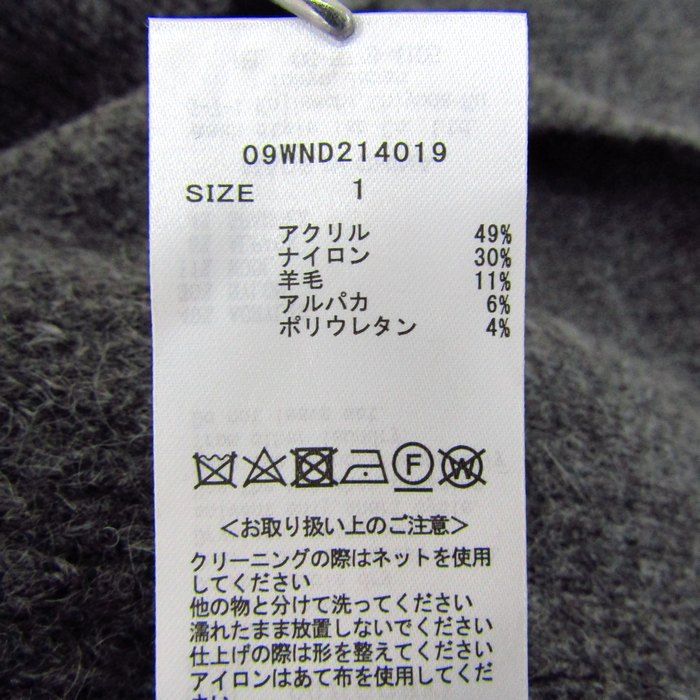 09WND214019
SIZE 1
アクリル 49%
ナイロン 30%
羊毛 11%
アルパカ 6%
ポリウレタン 4%
F W
<お取り扱い上のご注意>
クリーニングの際はネットを使用
してください
他の物と分けて洗ってください
濡れたまま放置しないでください
仕上げの際は形を整えてください
アイロンはあて布を使用してくだ
さい